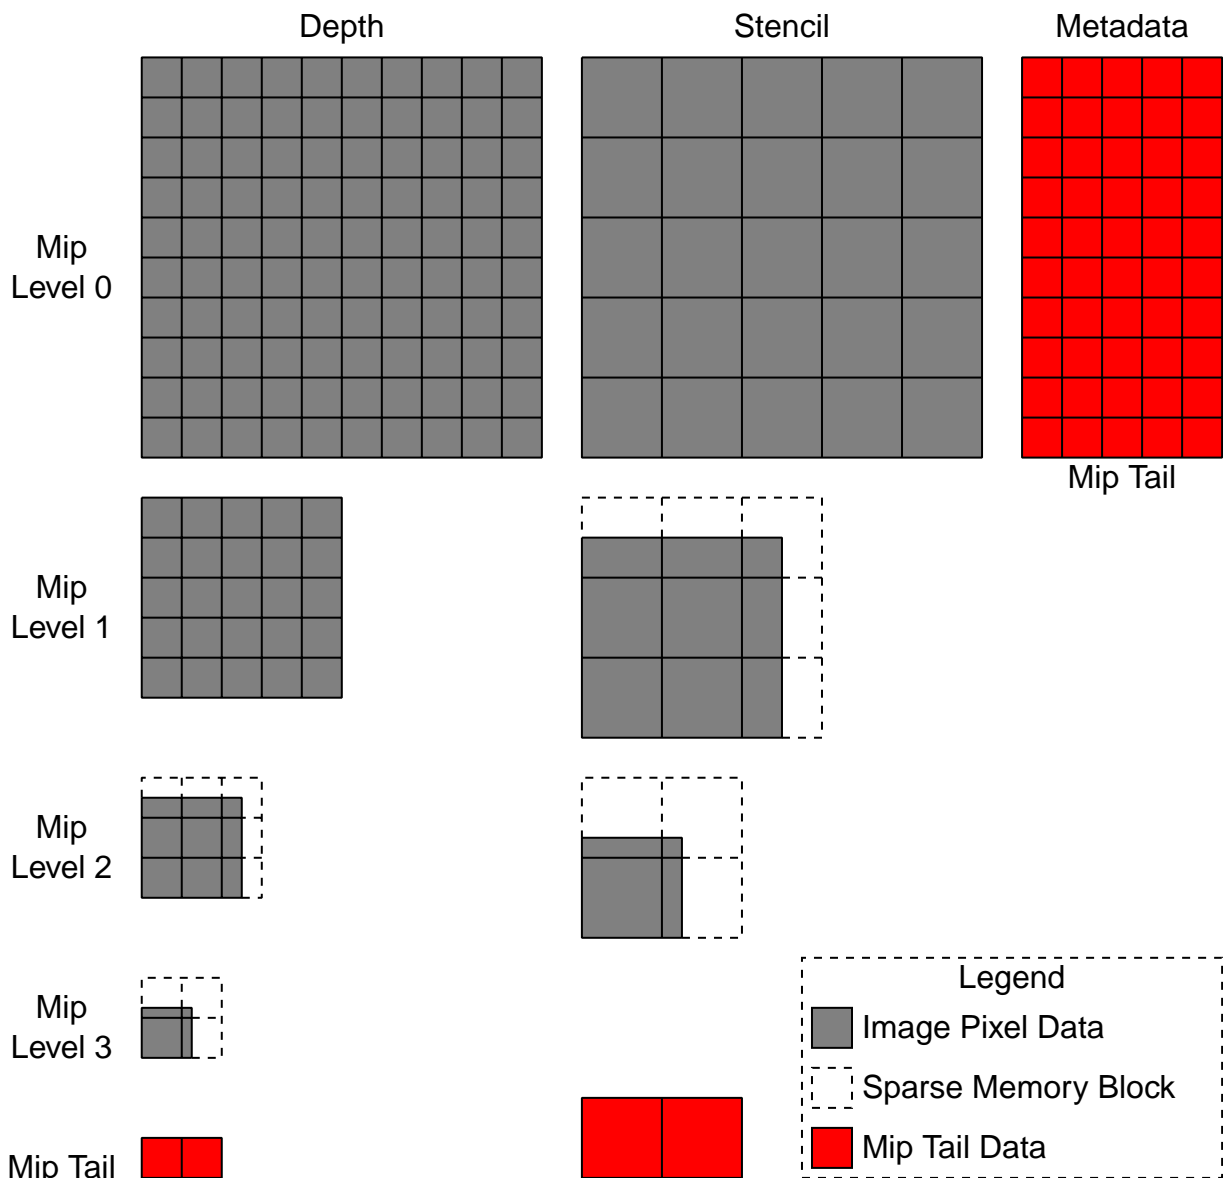 Depth
Stencil
Metadata
Mip
Level 0
Mip Tail
Mip
Level 1
Mip
Level 2
Mip
Level 3
Mip Tail
Legend
Image Pixel Data
Sparse Memory Block
Mip Tail Data